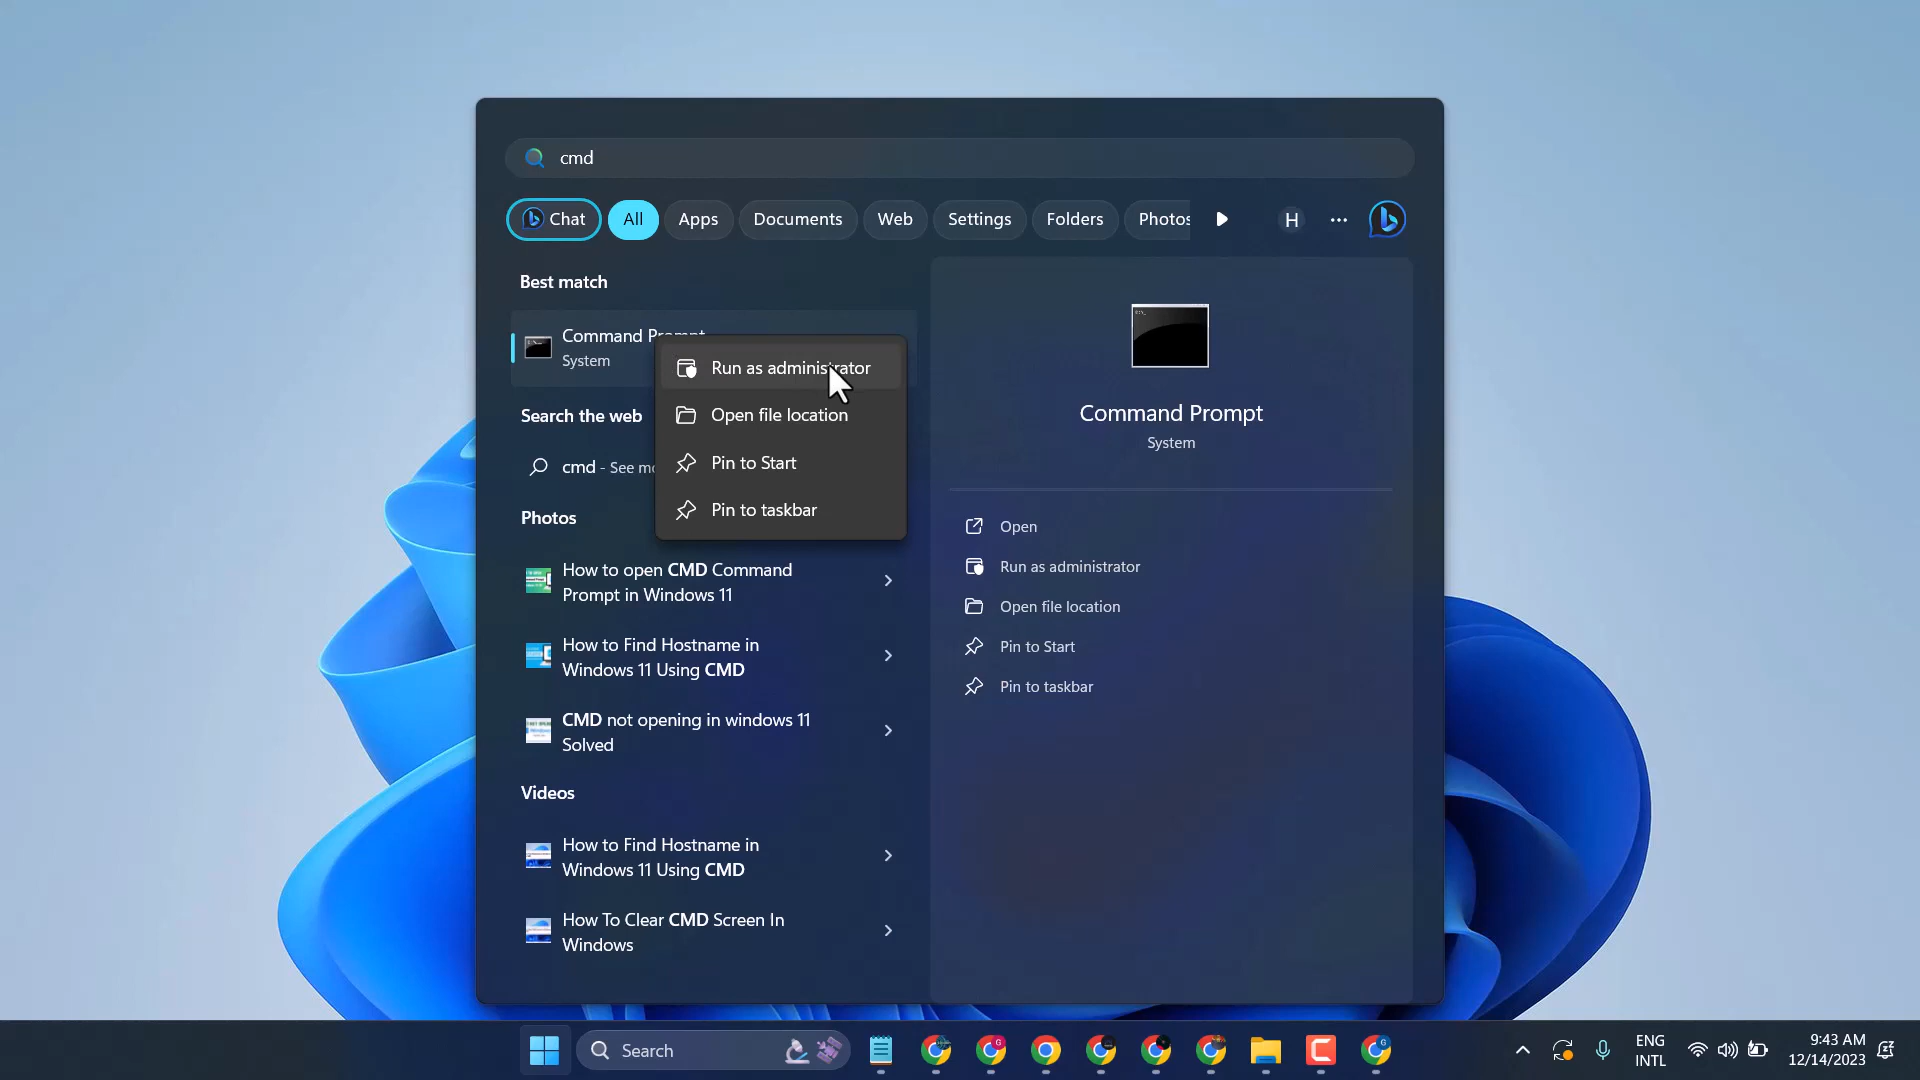 cmd
Chat All Apps Documents Web Settings Folders Photos H
Best match
Command Prompt
System
Run as administrator
Open file location
Pin to Start
Pin to taskbar
Search the web
cmd - See
Photos
How to open CMD Command
Prompt in Windows 11
How to Find Hostname in
Windows 11 Using CMD
CMD not opening in windows 11
Solved
Videos
How to Find Hostname in
Windows 11 Using CMD
How To Clear CMD Screen In
Windows
Command Prompt
System
Open
Run as administrator
Open file location
Pin to Start
Pin to taskbar
Search
ENG
INTL
9:43 AM
12/14/2023